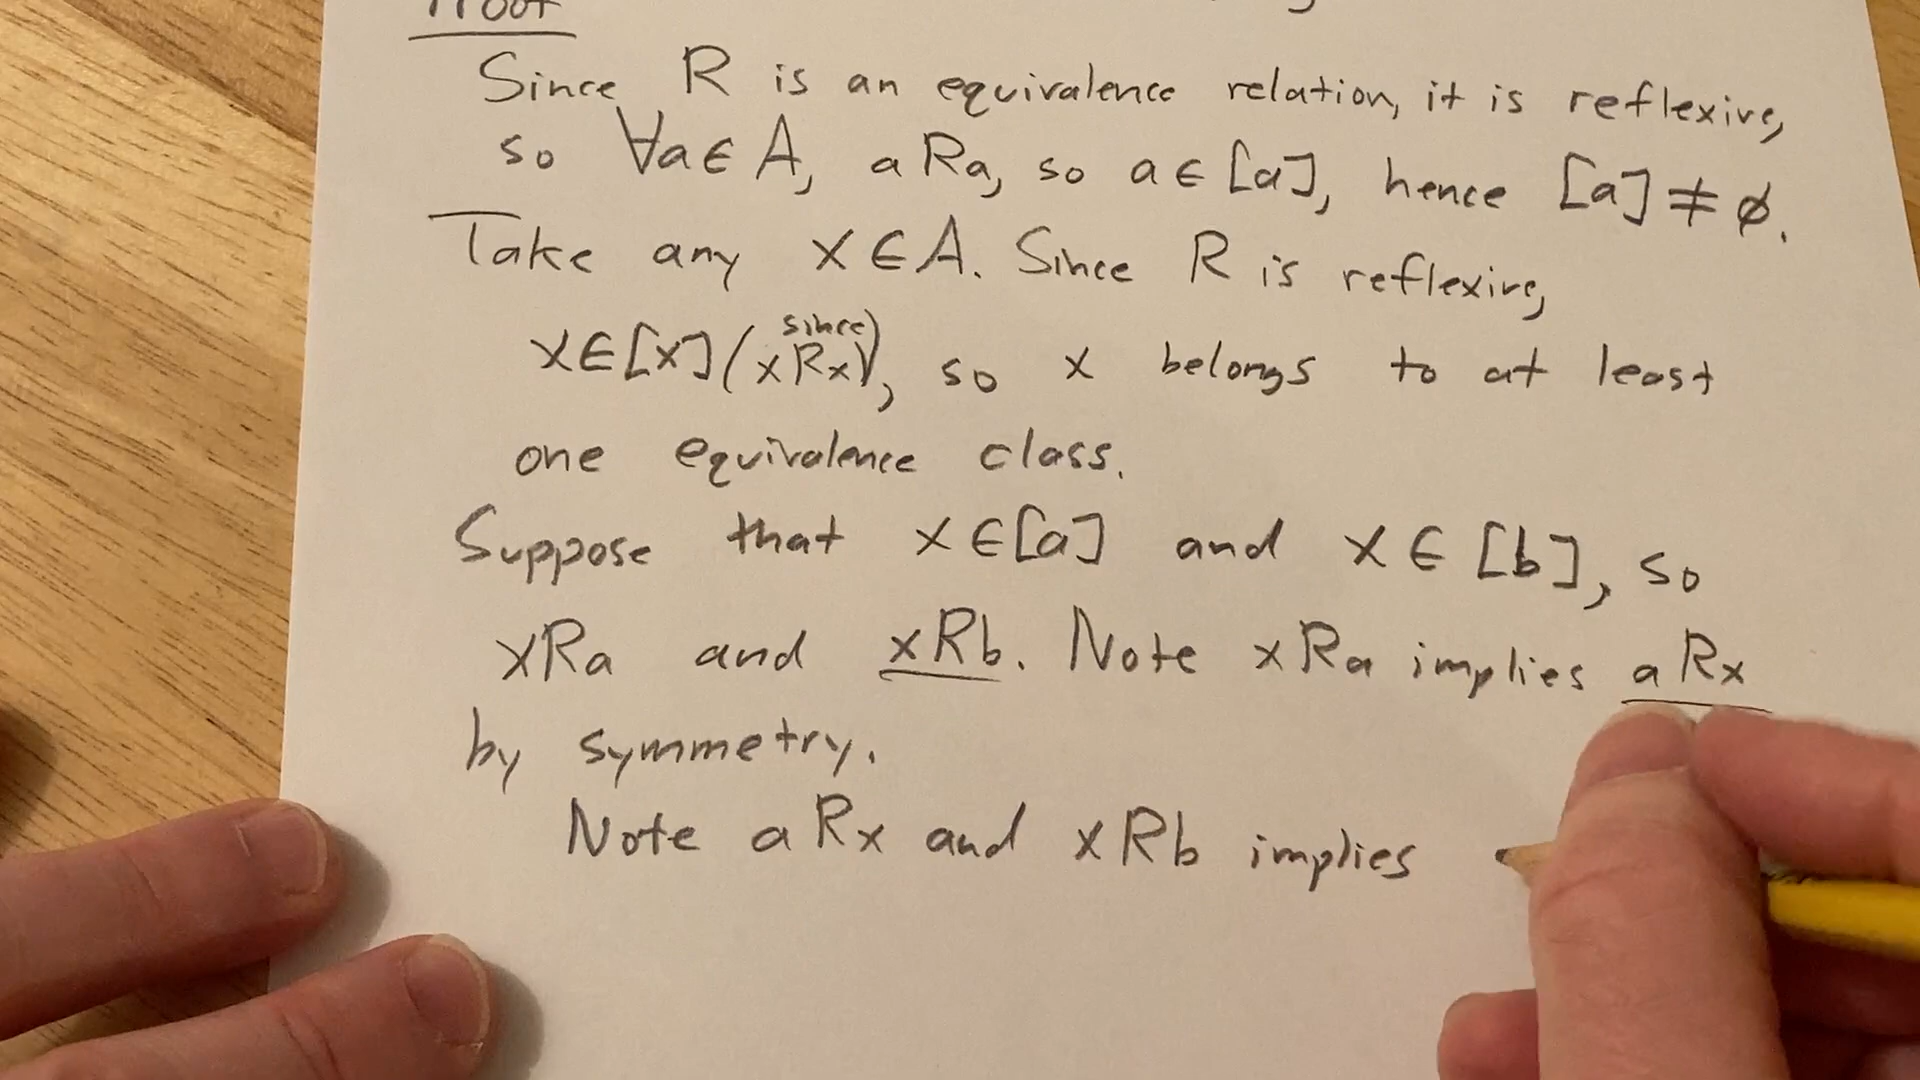 Proof
Since R is an equivalence relation, it is reflexive,
so ∀a∈A, aRa, so a∈[a], hence [a]≠∅.
Take any x∈A. Since R is reflexive,
x∈[x] (since xRx), so x belongs to at least
one equivalence class.
Suppose that x∈[a] and x∈[b], so
xRa and xRb. Note xRa implies aRx
by symmetry.
Note aRx and xRb implies